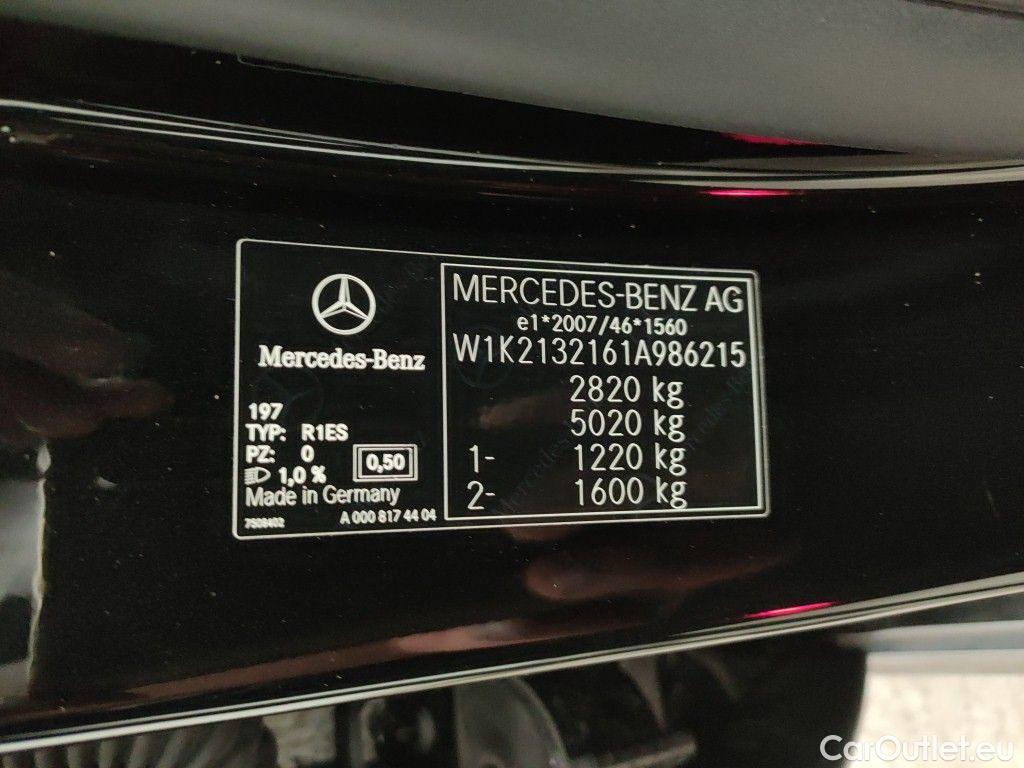 Mercedes-Benz
197
TYP: R1ES
PZ: 0
1,0 %
0,50
Made in Germany
7S08402
A 000 817 44 04
MERCEDES-BENZ AG
e1*2007/46*1560
W1K2132161A986215
2820 kg
5020 kg
1- 1220 kg
2- 1600 kg
CarOutlet.eu